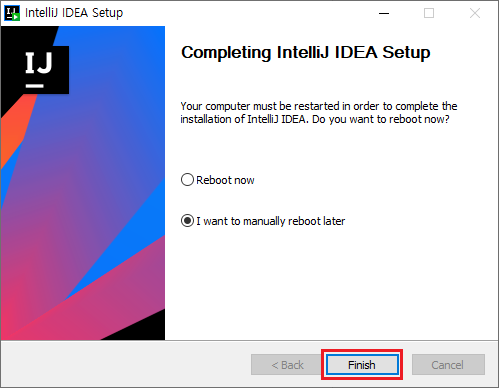 IntelliJ IDEA Setup
IJ
Completing IntelliJ IDEA Setup
Your computer must be restarted in order to complete the
installation of IntelliJ IDEA. Do you want to reboot now?
Reboot now
I want to manually reboot later
< Back
Finish
Cancel